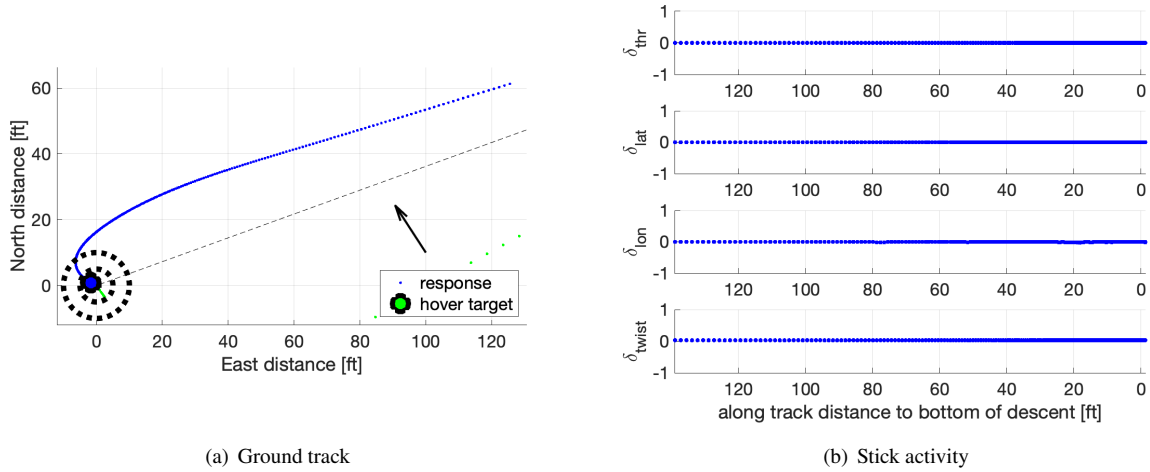 North distance [ft]
60
40
20
0
0 20 40 60 80 100 120
East distance [ft]
response
hover target
(a) Ground track
δthr
1
0
-1
120 100 80 60 40 20 0
δlat
1
0
-1
120 100 80 60 40 20 0
δlon
1
0
-1
120 100 80 60 40 20 0
δtwist
1
0
-1
120 100 80 60 40 20 0
along track distance to bottom of descent [ft]
(b) Stick activity